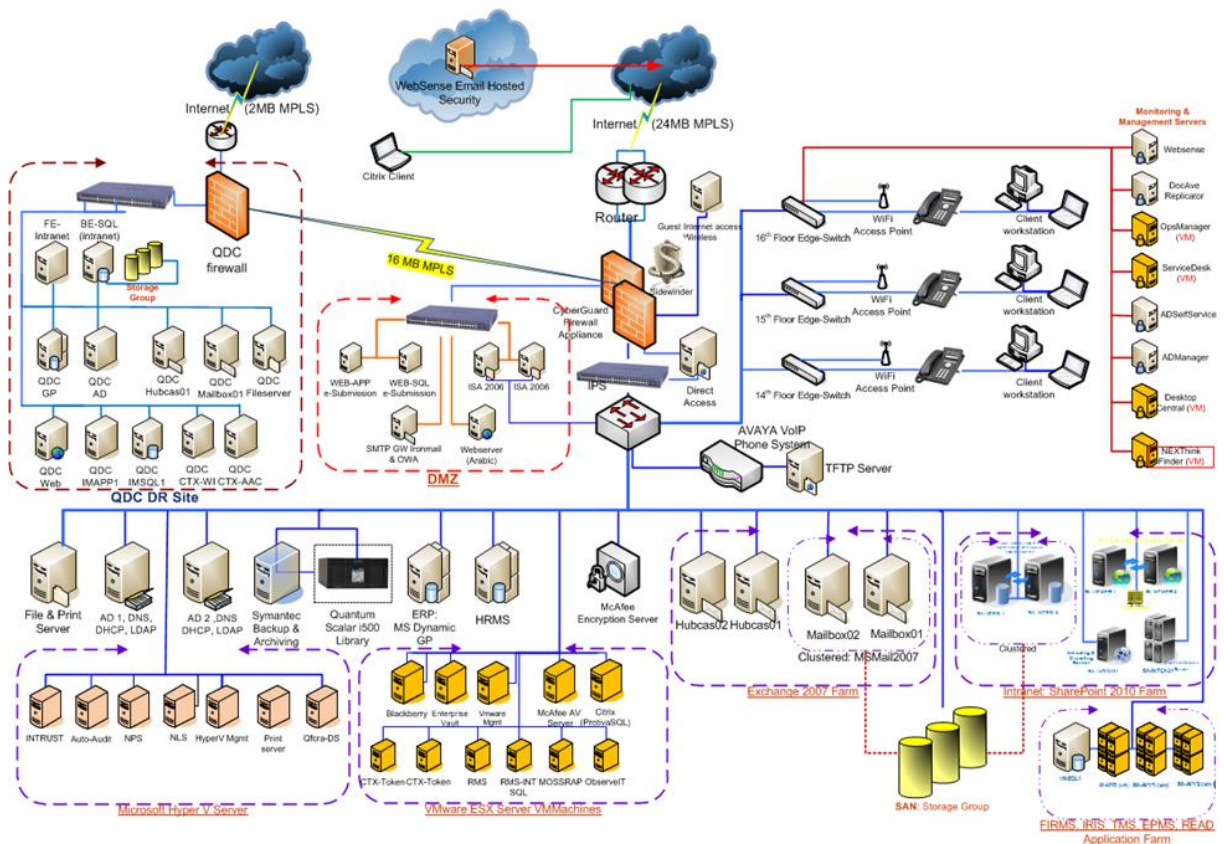 Internet (2MB MPLS)
WebSense Email Hosted
Security
Internet (24MB MPLS)
Citrix Client
Router
Guest Internet access
Wireless
Sidewinder
Monitoring &
Management Servers
Websense
DocAve
Replicator
OpsManager
(VM)
ServiceDesk
(VM)
ADSelfService
ADManager
Desktop
Central (VM)
NEXThink
Finder (VM)
16th Floor Edge-Switch
WiFi
Access Point
Client
workstation
15th Floor Edge-Switch
WiFi
Access Point
Client
workstation
14th Floor Edge-Switch
WiFi
Access Point
Client
workstation
FE-
Intranet
BE-SQL
(intranet)
Storage
Group
QDC
firewall
16 MB MPLS
QDC
GP
QDC
AD
QDC
Hubcas01
QDC
Mailbox01
QDC
Fileserver
QDC
Web
QDC
IMAPP1
QDC
IMSQL1
QDC
CTX-WI
QDC
CTX-AAC
QDC DR Site
CyberGuard
Firewall
Appliance
WEB-APP
e-Submission
WEB-SQL
e-Submission
ISA 2006
ISA 2006
SMTP GW Ironmail
& OWA
Webserver
(Arabic)
DMZ
IPS
Direct
Access
AVAYA VoIP
Phone System
TFTP Server
File & Print
Server
AD 1, DNS,
DHCP, LDAP
AD 2 ,DNS
DHCP, LDAP
Symantec
Backup &
Archiving
Quantum
Scalar i500
Library
ERP:
MS Dynamic
GP
HRMS
McAfee
Encryption Server
Hubcas02
Hubcas01
Mailbox02
Mailbox01
Clustered: MSMail2007
Exchange 2007 Farm
Clustered
Intranet: SharePoint 2010 Farm
INTRUST
Auto-Audit
NPS
NLS
HyperV Mgmt
Print
server
Qfcra-DS
Microsoft Hyper V Server
Blackberry
Enterprise
Vault
Vmware
Mgmt
McAfee AV
Server
Citrix
(ProtivaSQL)
CTX-Token
CTX-Token
RMS
RMS-INT
SQL
MOSSRAP
ObserveIT
VMware ESX Server VMMachines
SAN: Storage Group
IMSQL1
FIRMS, IRIS, TMS, EPMS, READ
Application Farm